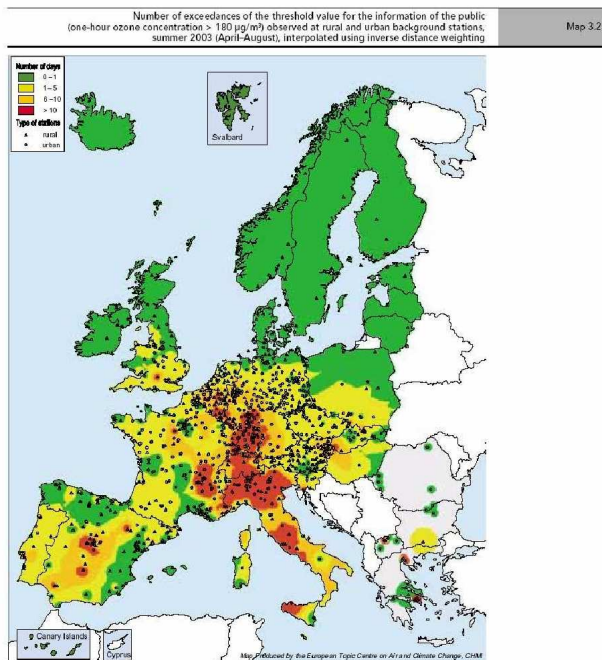 Number of exceedances of the threshold value for the information of the public
(one-hour ozone concentration > 180 µg/m³) observed at rural and urban background stations,
summer 2003 (April–August), interpolated using inverse distance weighting
Map 3.2
Number of days
0 – 1
1 – 5
6 – 10
> 10
Type of stations
rural
urban
Svalbard
Canary Islands
Cyprus
Map Produced by the European Topic Centre on Air and Climate Change, CHMI